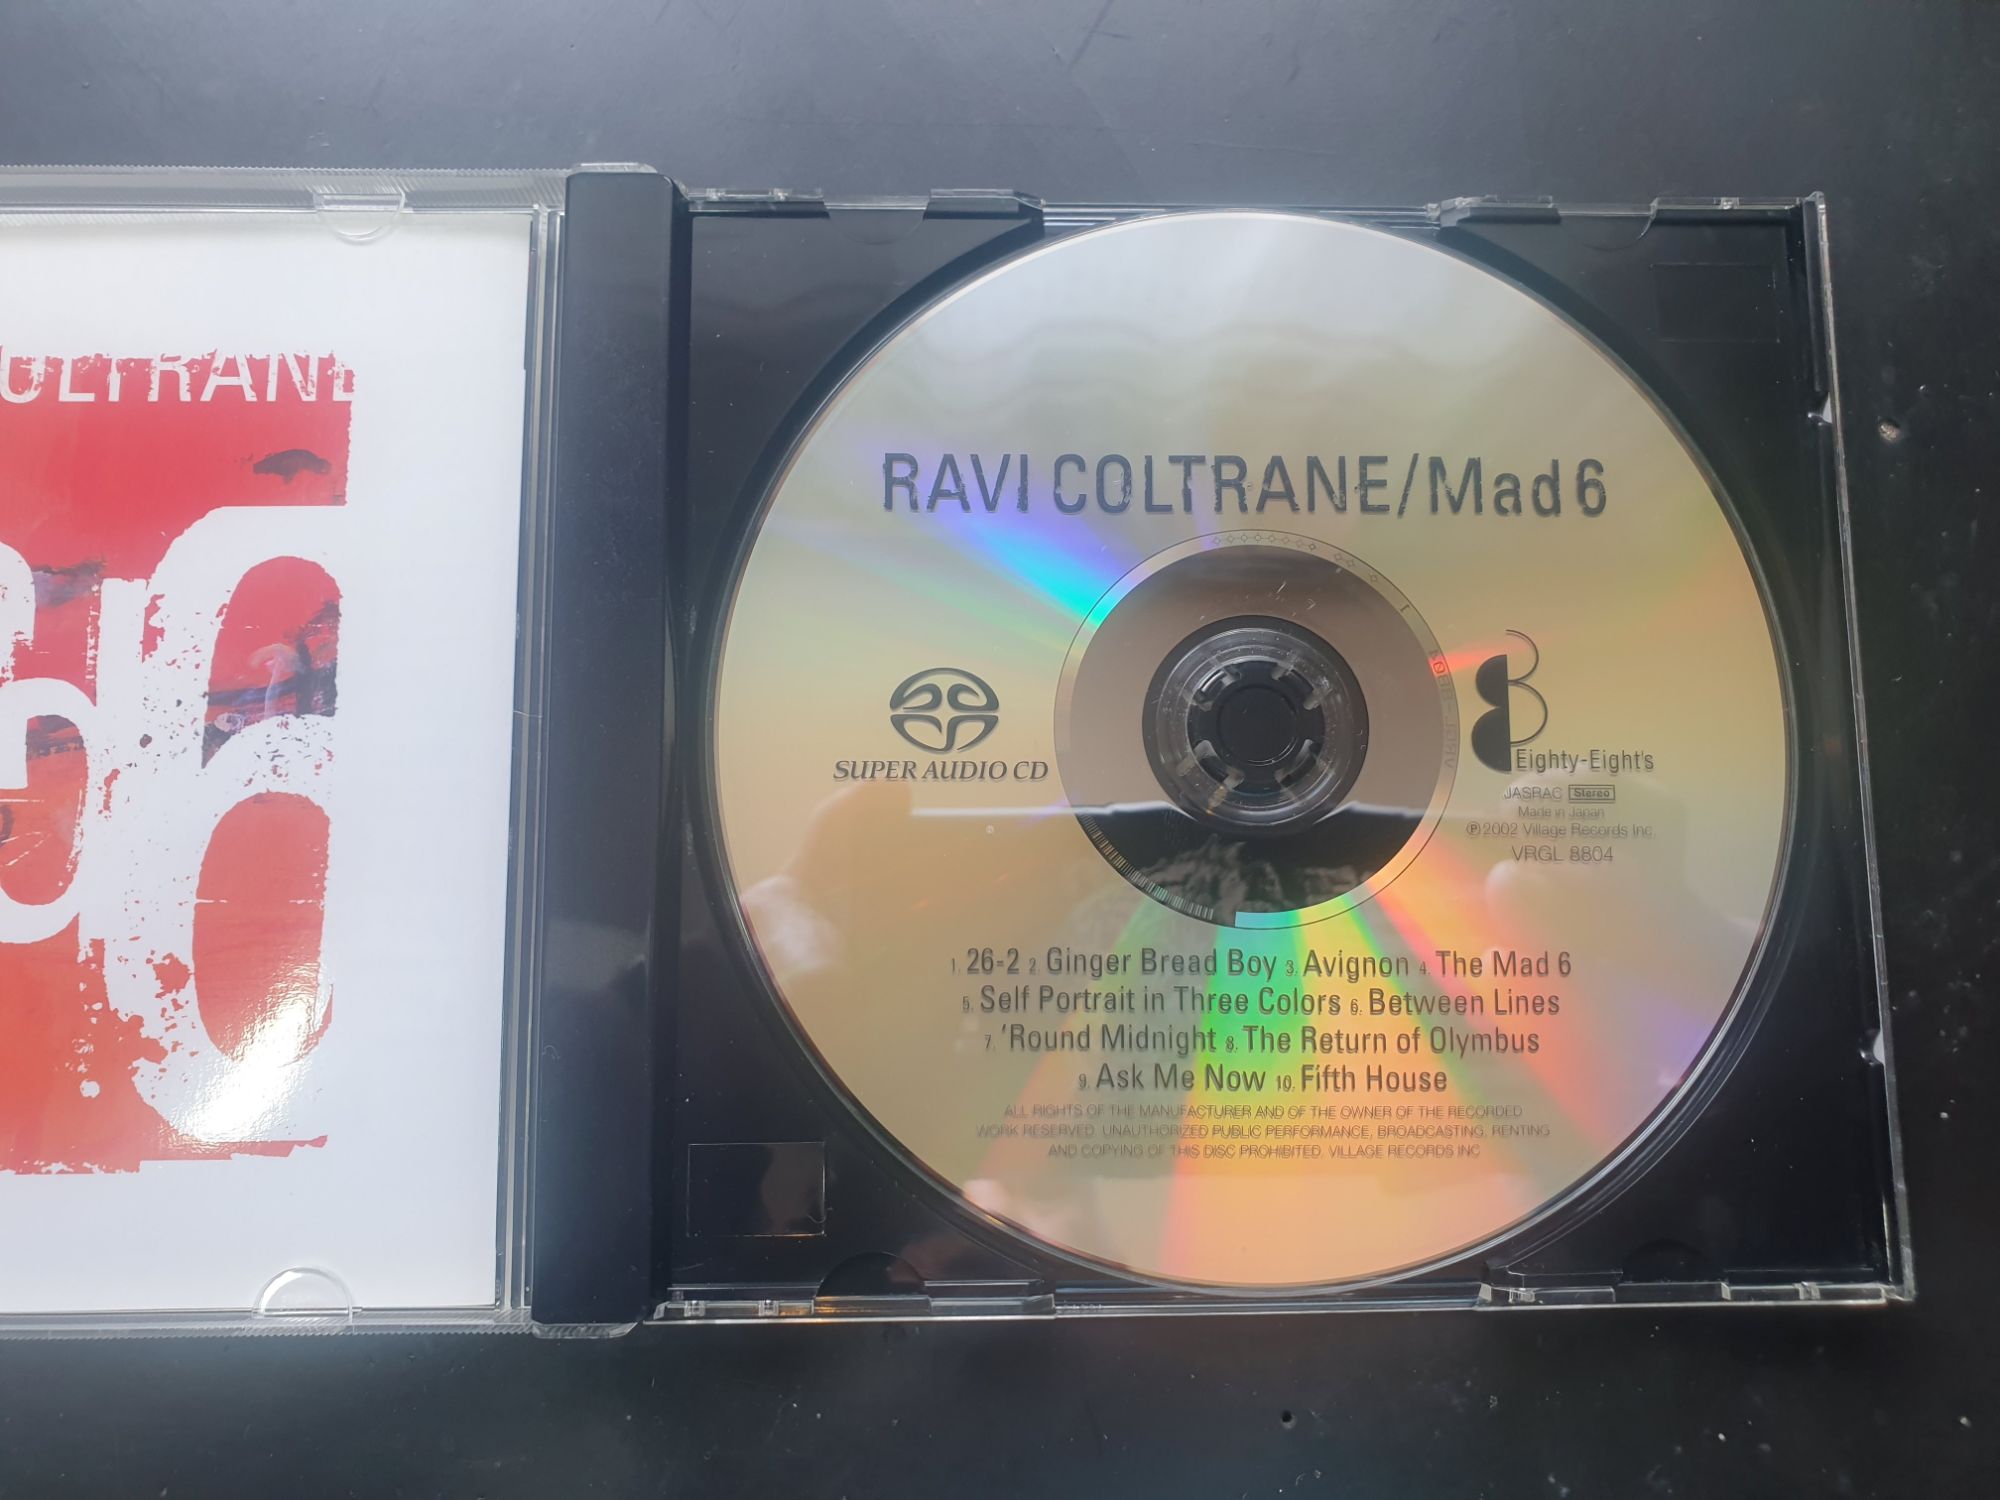 OLTRANE
RAVI COLTRANE/Mad 6
SUPER AUDIO CD
Eighty-Eight's
JASRAC Stereo
Made in Japan
℗2002 Village Records Inc.
VRGL 8804
1. 26-2 2. Ginger Bread Boy 3. Avignon 4. The Mad 6
5. Self Portrait in Three Colors 6. Between Lines
7. 'Round Midnight 8. The Return of Olymbus
9. Ask Me Now 10. Fifth House
ALL RIGHTS OF THE MANUFACTURER AND OF THE OWNER OF THE RECORDED
WORK RESERVED. UNAUTHORIZED PUBLIC PERFORMANCE, BROADCASTING, RENTING
AND COPYING OF THIS DISC PROHIBITED. VILLAGE RECORDS INC